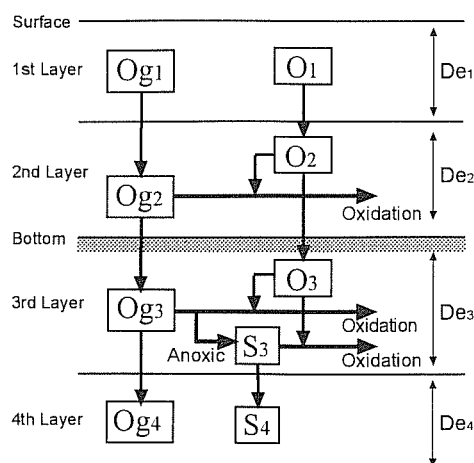 Surface
1st Layer
Og1
O1
De1
2nd Layer
O2
Og2
De2
Oxidation
Bottom
3rd Layer
O3
Og3
De3
Oxidation
Anoxic
S3
Oxidation
4th Layer
Og4
S4
De4